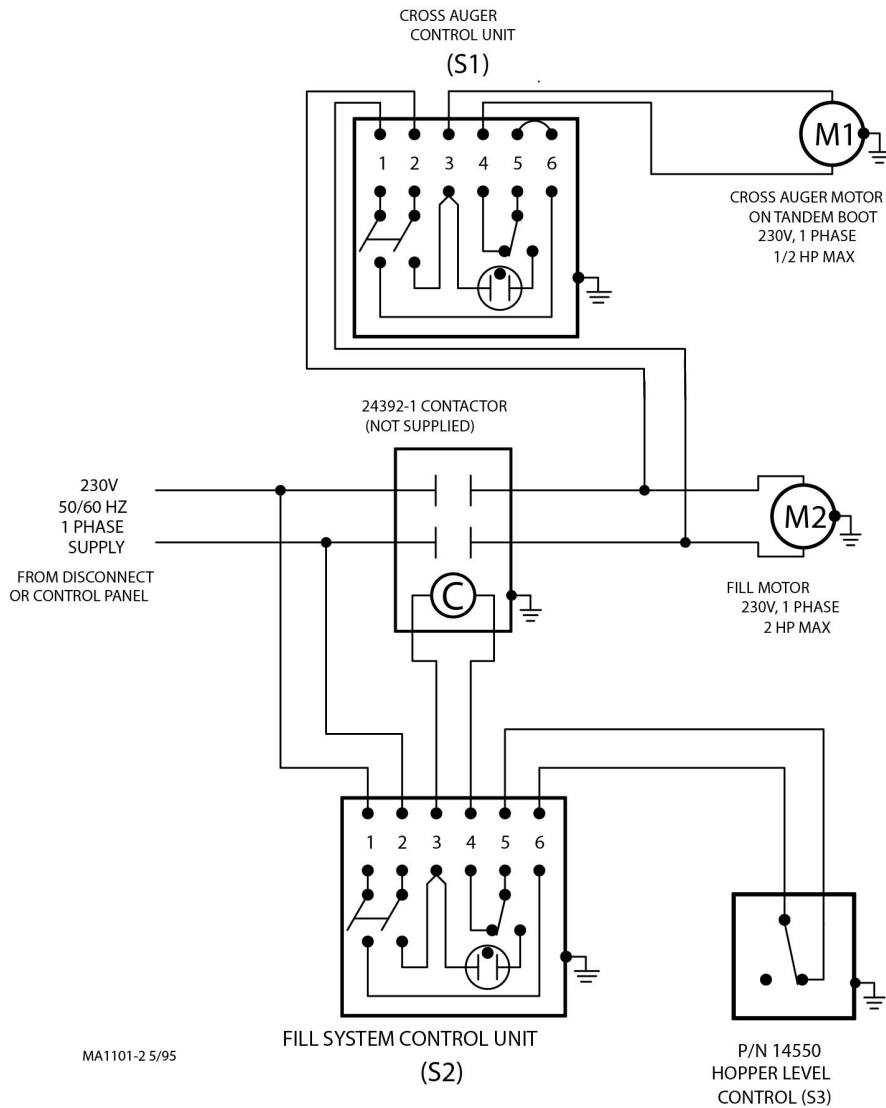 CROSS AUGER
CONTROL UNIT
(S1)
1 2 3 4 5 6
M1
CROSS AUGER MOTOR
ON TANDEM BOOT
230V, 1 PHASE
1/2 HP MAX
24392-1 CONTACTOR
(NOT SUPPLIED)
230V
50/60 HZ
1 PHASE
SUPPLY
FROM DISCONNECT
OR CONTROL PANEL
C
M2
FILL MOTOR
230V, 1 PHASE
2 HP MAX
1 2 3 4 5 6
FILL SYSTEM CONTROL UNIT
(S2)
MA1101-2 5/95
P/N 14550
HOPPER LEVEL
CONTROL (S3)